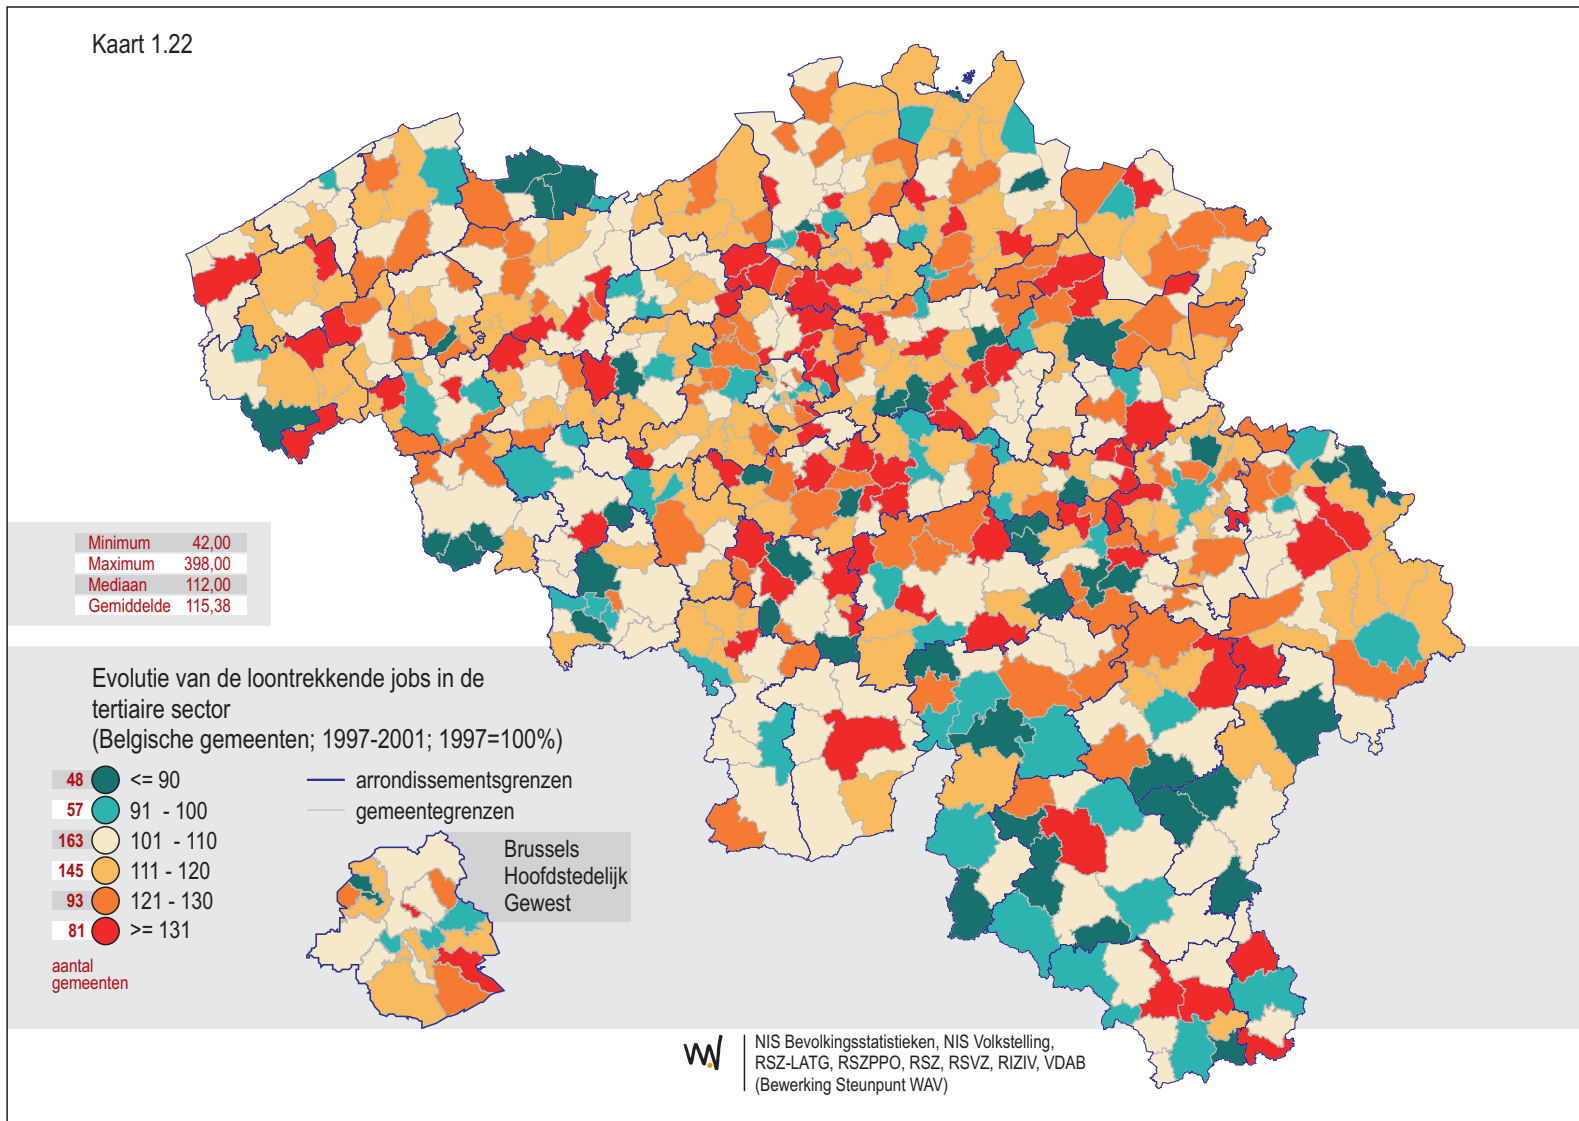 Kaart 1.22
Minimum 42,00
Maximum 398,00
Mediaan 112,00
Gemiddelde 115,38
Evolutie van de loontrekkende jobs in de
tertiaire sector
(Belgische gemeenten; 1997-2001; 1997=100%)
48 <= 90
57 91 - 100
163 101 - 110
145 111 - 120
93 121 - 130
81 >= 131
aantal
gemeenten
arrondissementsgrenzen
gemeentegrenzen
Brussels
Hoofdstedelijk
Gewest
NIS Bevolkingsstatistieken, NIS Volkstelling,
RSZ-LATG, RSZPPO, RSZ, RSVZ, RIZIV, VDAB
(Bewerking Steunpunt WAV)